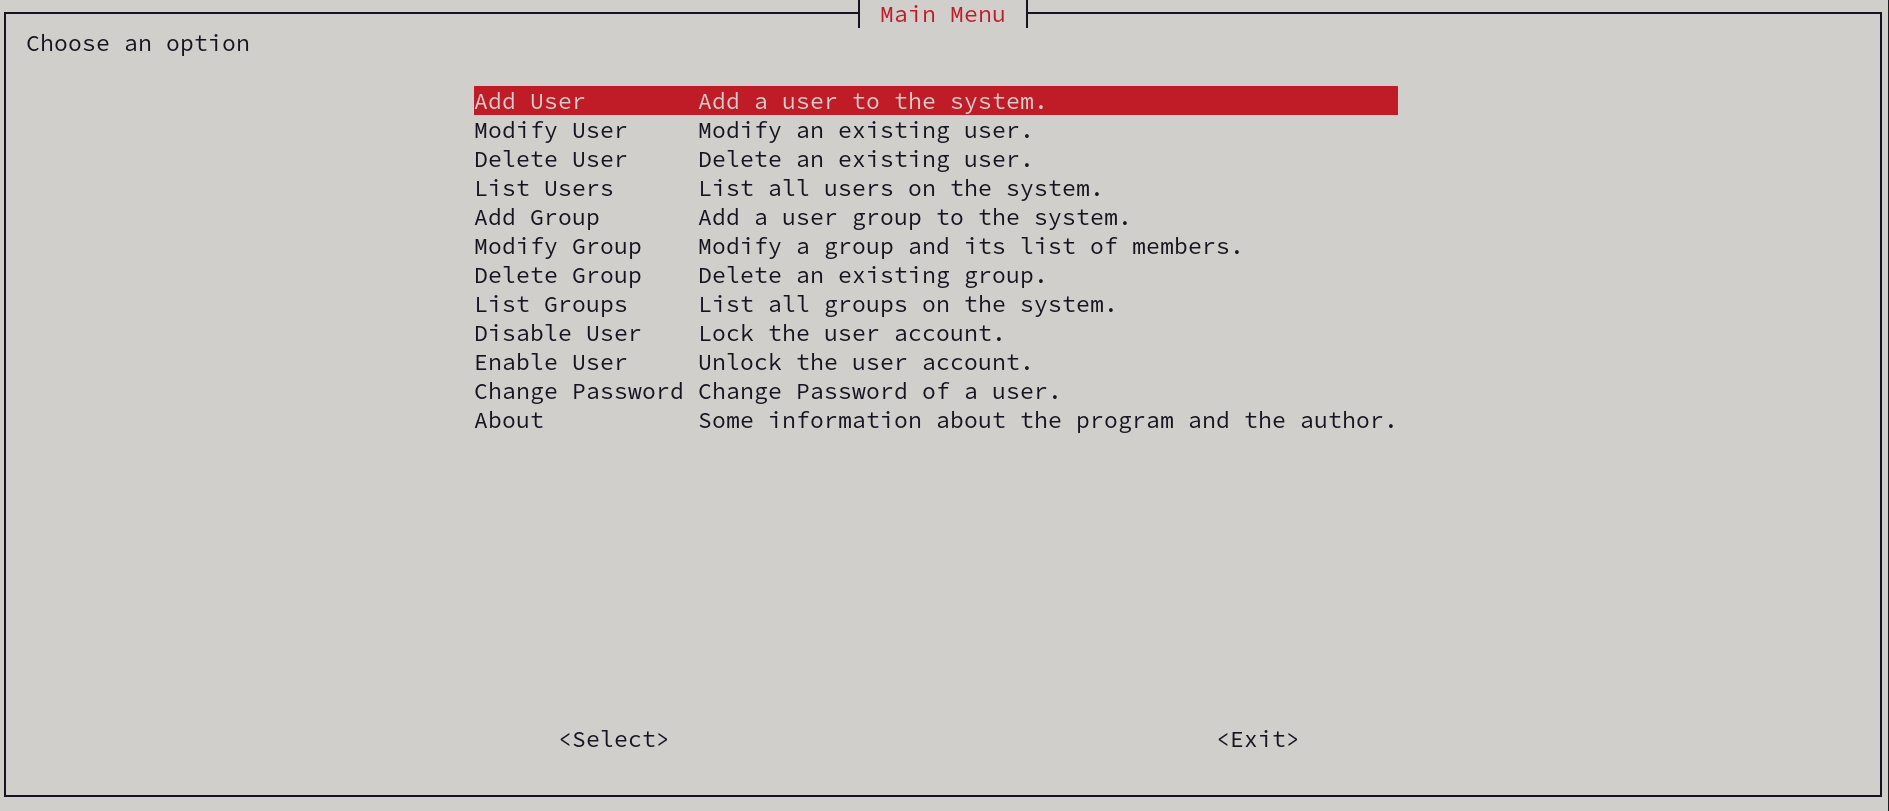 Main Menu
Choose an option
Add User Add a user to the system.
Modify User Modify an existing user.
Delete User Delete an existing user.
List Users List all users on the system.
Add Group Add a user group to the system.
Modify Group Modify a group and its list of members.
Delete Group Delete an existing group.
List Groups List all groups on the system.
Disable User Lock the user account.
Enable User Unlock the user account.
Change Password Change Password of a user.
About Some information about the program and the author.
<Select> <Exit>